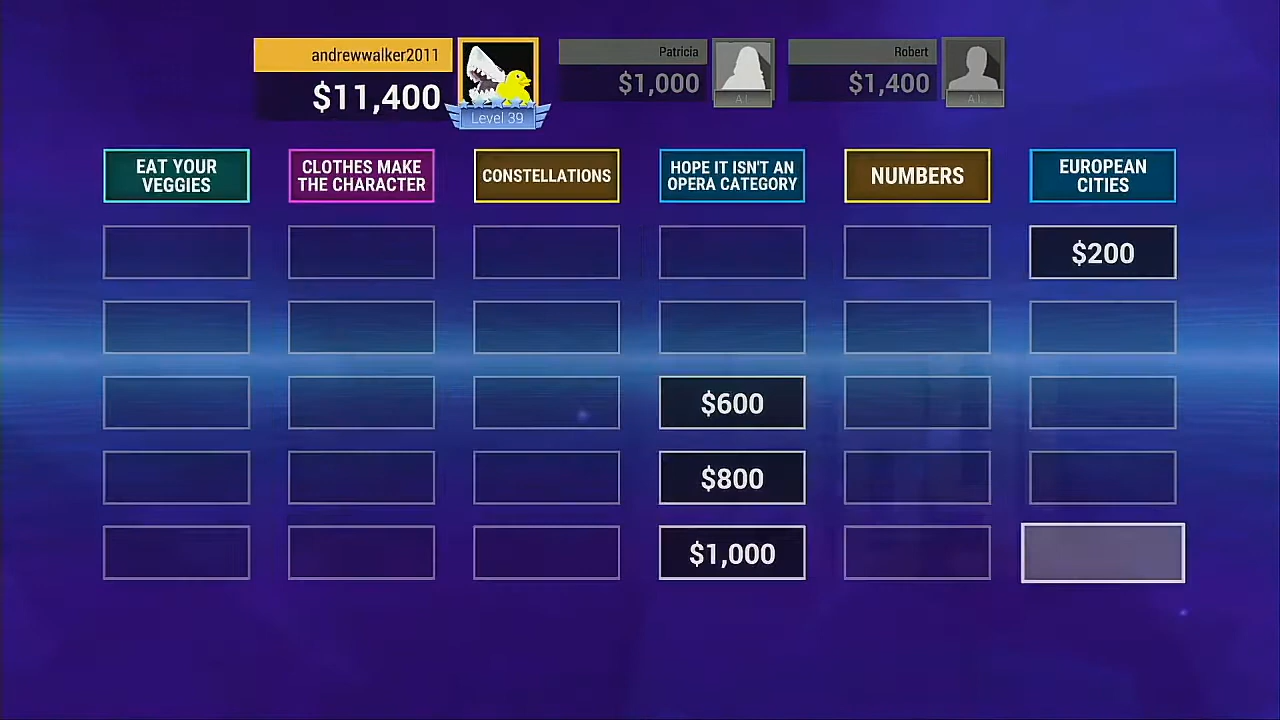 andrewwalker2011
$11,400
Level 39
Patricia
$1,000
A.I.
Robert
$1,400
A.I.
EAT YOUR
VEGGIES
CLOTHES MAKE
THE CHARACTER
CONSTELLATIONS
HOPE IT ISN'T AN
OPERA CATEGORY
NUMBERS
EUROPEAN
CITIES
$200
$600
$800
$1,000